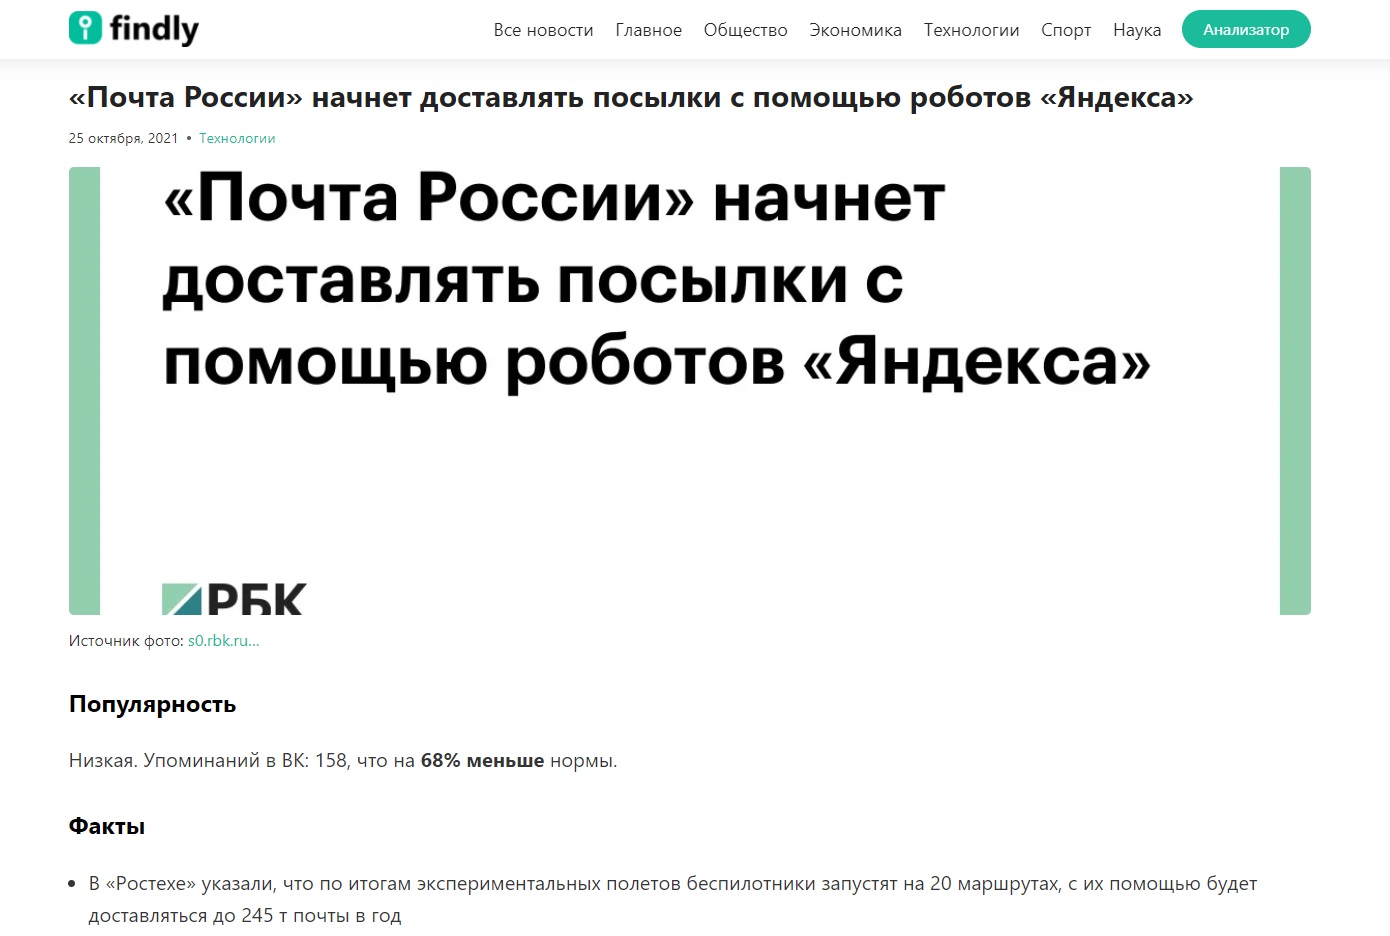 findly
Все новости Главное Общество Экономика Технологии Спорт Наука Анализатор
«Почта России» начнет доставлять посылки с помощью роботов «Яндекса»
25 октября, 2021 • Технологии
«Почта России» начнет
доставлять посылки с
помощью роботов «Яндекса»
РБК
Источник фото: s0.rbk.ru...
Популярность
Низкая. Упоминаний в ВК: 158, что на 68% меньше нормы.
Факты
• В «Ростехе» указали, что по итогам экспериментальных полетов беспилотники запустят на 20 маршрутах, с их помощью будет
доставляться до 245 т почты в год